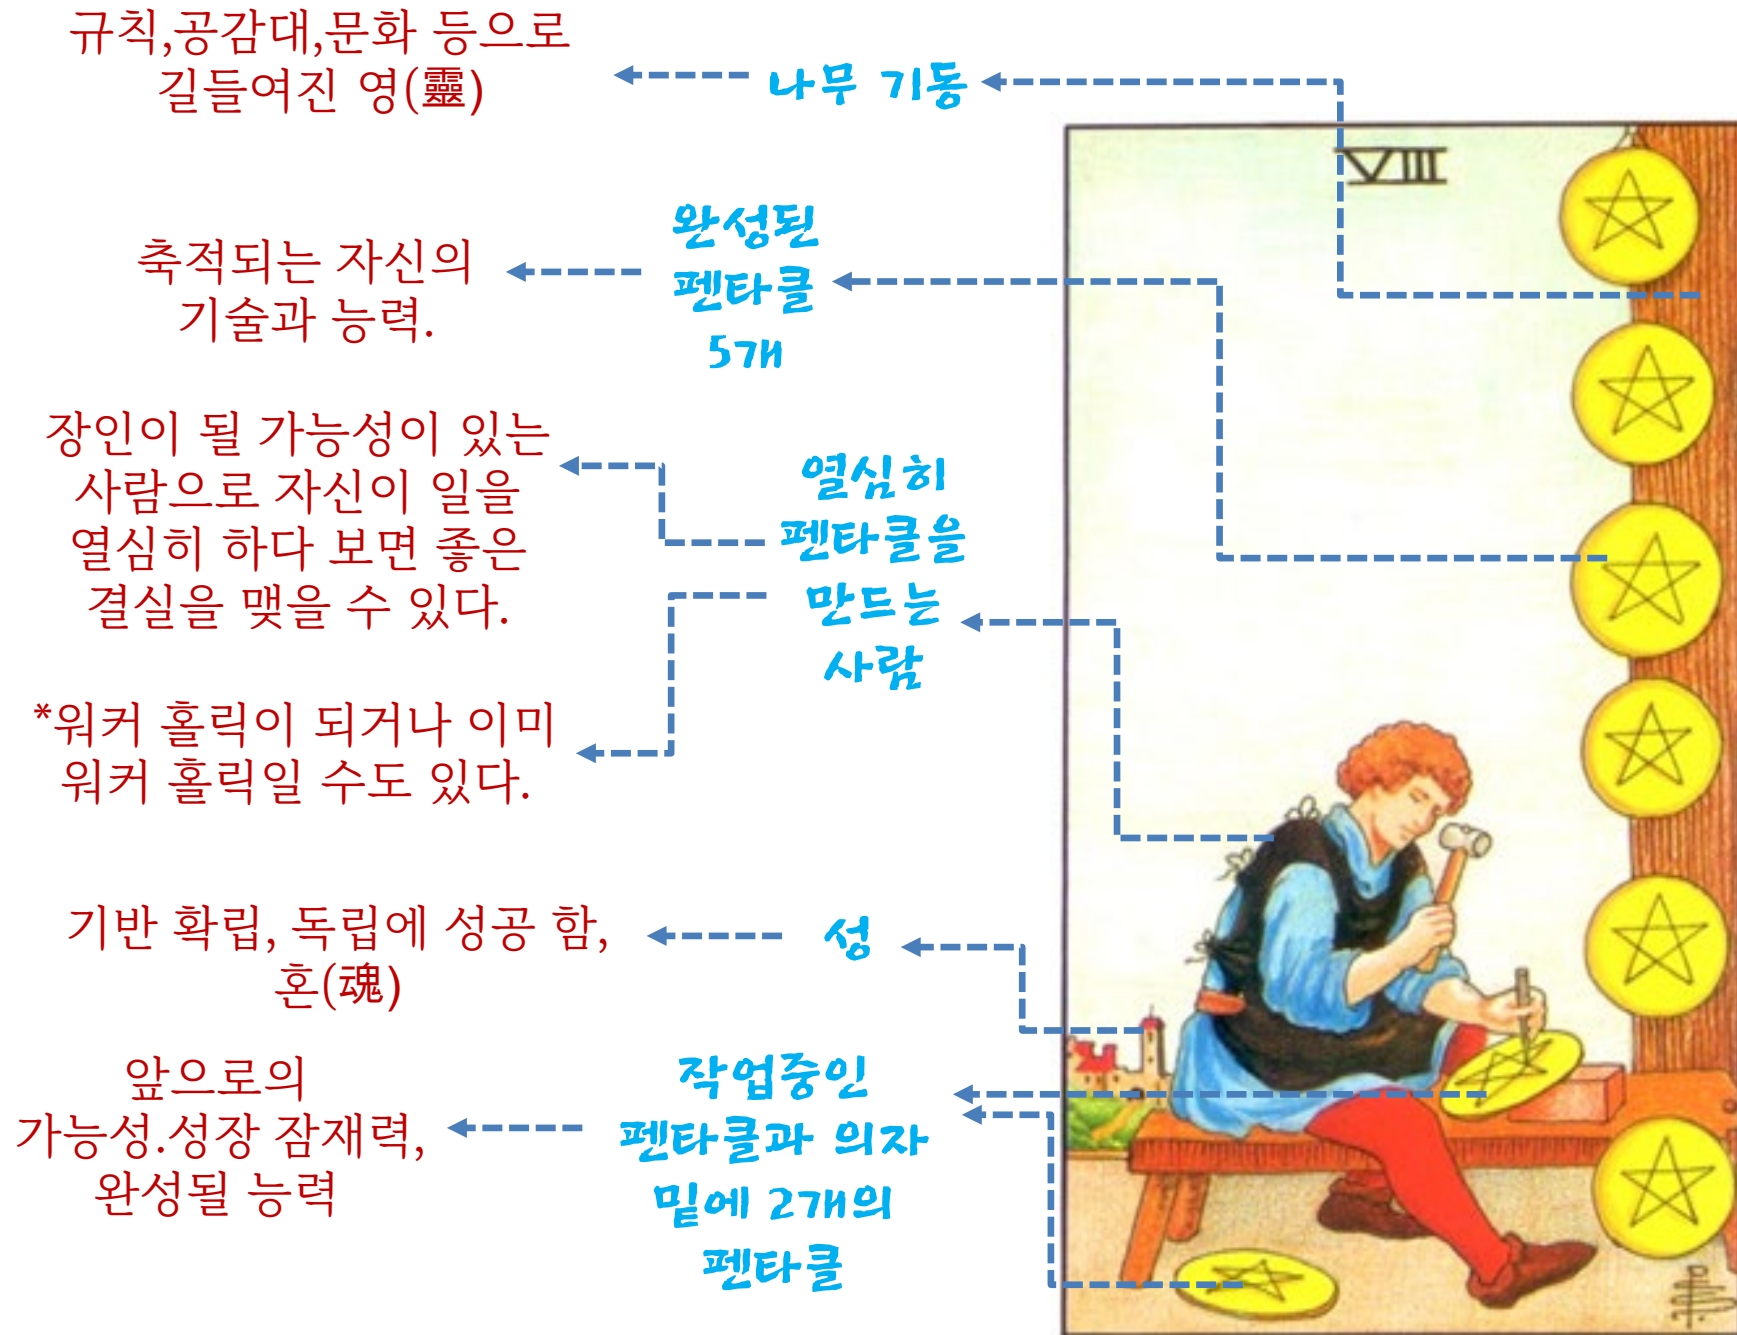 규칙,공감대,문화 등으로
길들여진 영(靈)
나무 기둥
VIII
완성된
펜타클
5개
축적되는 자신의
기술과 능력.
장인이 될 가능성이 있는
사람으로 자신이 일을
열심히 하다 보면 좋은
결실을 맺을 수 있다.
열심히
펜타클을
만드는
사람
*워커 홀릭이 되거나 이미
워커 홀릭일 수도 있다.
기반 확립, 독립에 성공 함,
혼(魂)
성
앞으로의
가능성.성장 잠재력,
완성될 능력
작업중인
펜타클과 의자
밑에 2개의
펜타클